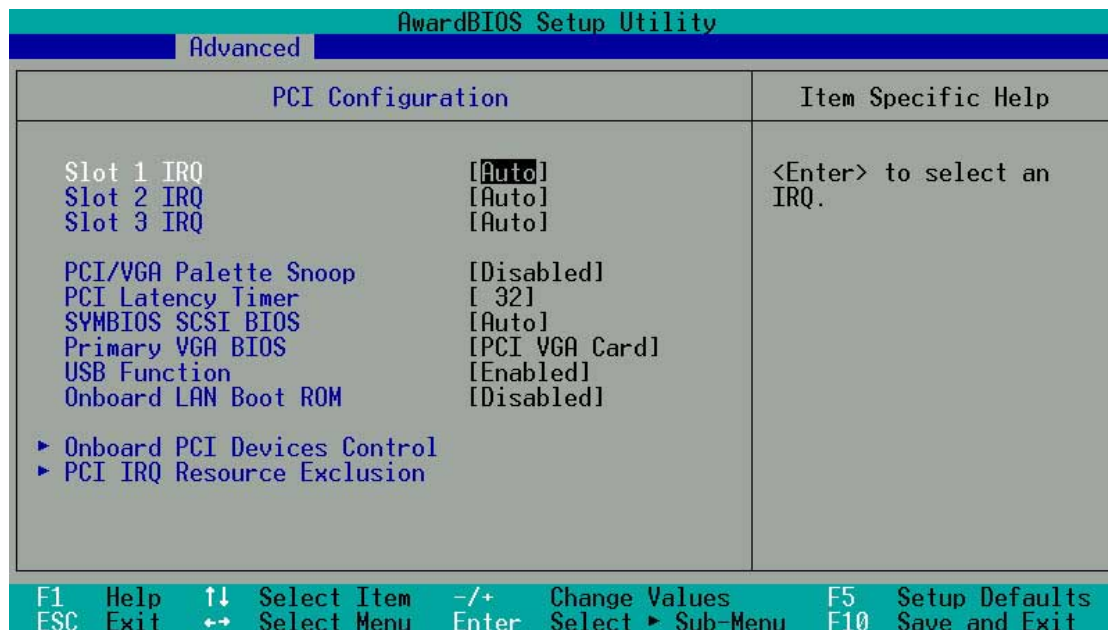 AwardBIOS Setup Utility
Advanced
PCI Configuration
Item Specific Help
Slot 1 IRQ [Auto]
Slot 2 IRQ [Auto]
Slot 3 IRQ [Auto]
PCI/VGA Palette Snoop [Disabled]
PCI Latency Timer [ 32]
SYMBIOS SCSI BIOS [Auto]
Primary VGA BIOS [PCI VGA Card]
USB Function [Enabled]
Onboard LAN Boot ROM [Disabled]
▶ Onboard PCI Devices Control
▶ PCI IRQ Resource Exclusion
<Enter> to select an
IRQ.
F1 Help ↑↓ Select Item -/+ Change Values F5 Setup Defaults
ESC Exit ←→ Select Menu Enter Select ▶ Sub-Menu F10 Save and Exit